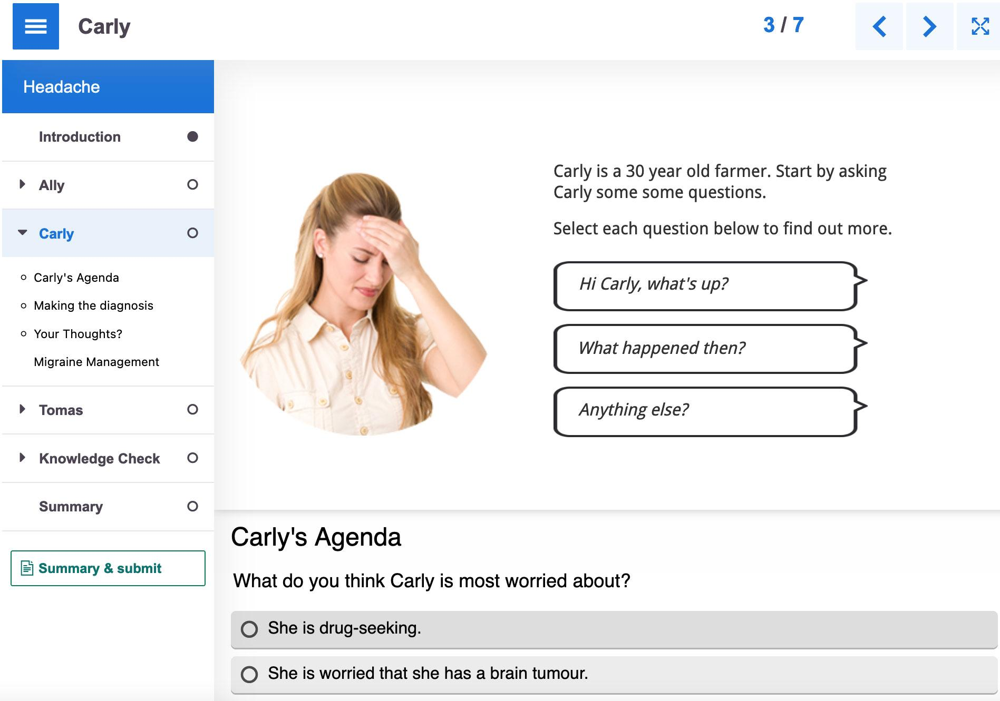 Carly
3 / 7
Headache
Introduction
Ally
Carly
Carly's Agenda
Making the diagnosis
Your Thoughts?
Migraine Management
Tomas
Knowledge Check
Summary
Summary & submit
Carly is a 30 year old farmer. Start by asking
Carly some some questions.
Select each question below to find out more.
Hi Carly, what's up?
What happened then?
Anything else?
Carly's Agenda
What do you think Carly is most worried about?
She is drug-seeking.
She is worried that she has a brain tumour.